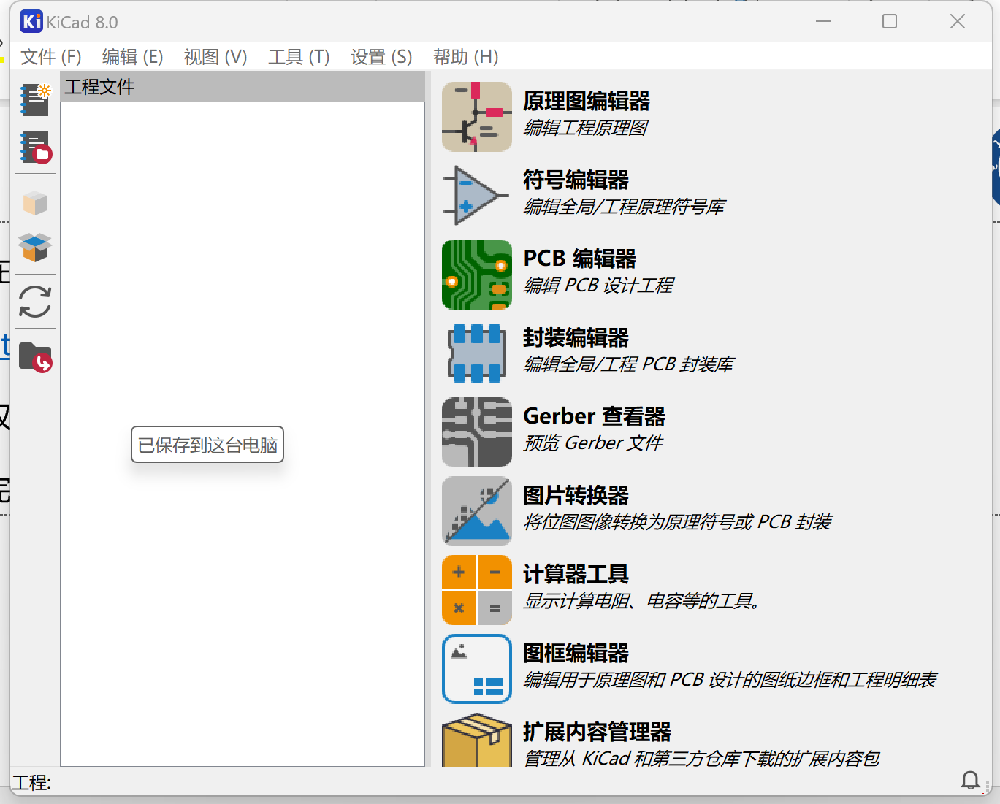 KiCad 8.0
文件 (F) 编辑 (E) 视图 (V) 工具 (T) 设置 (S) 帮助 (H)
工程文件
已保存到这台电脑
原理图编辑器
编辑工程原理图
符号编辑器
编辑全局/工程原理符号库
PCB 编辑器
编辑 PCB 设计工程
封装编辑器
编辑全局/工程 PCB 封装库
Gerber 查看器
预览 Gerber 文件
图片转换器
将位图图像转换为原理符号或 PCB 封装
计算器工具
显示计算电阻、电容等的工具。
图框编辑器
编辑用于原理图和 PCB 设计的图纸边框和工程明细表
扩展内容管理器
管理从 KiCad 和第三方仓库下载的扩展内容包
工程: